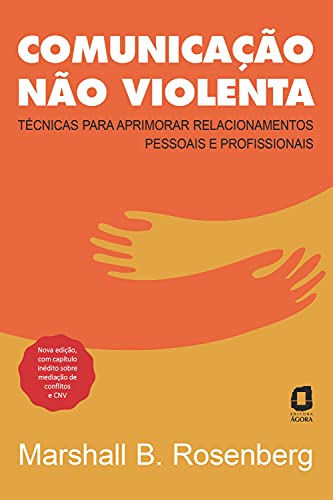 COMUNICAÇÃO
NÃO VIOLENTA
TÉCNICAS PARA APRIMORAR RELACIONAMENTOS
PESSOAIS E PROFISSIONAIS
Nova edição,
com capítulo
inédito sobre
mediação de
conflitos
e CNV
EDITORA
ÁGORA
Marshall B. Rosenberg